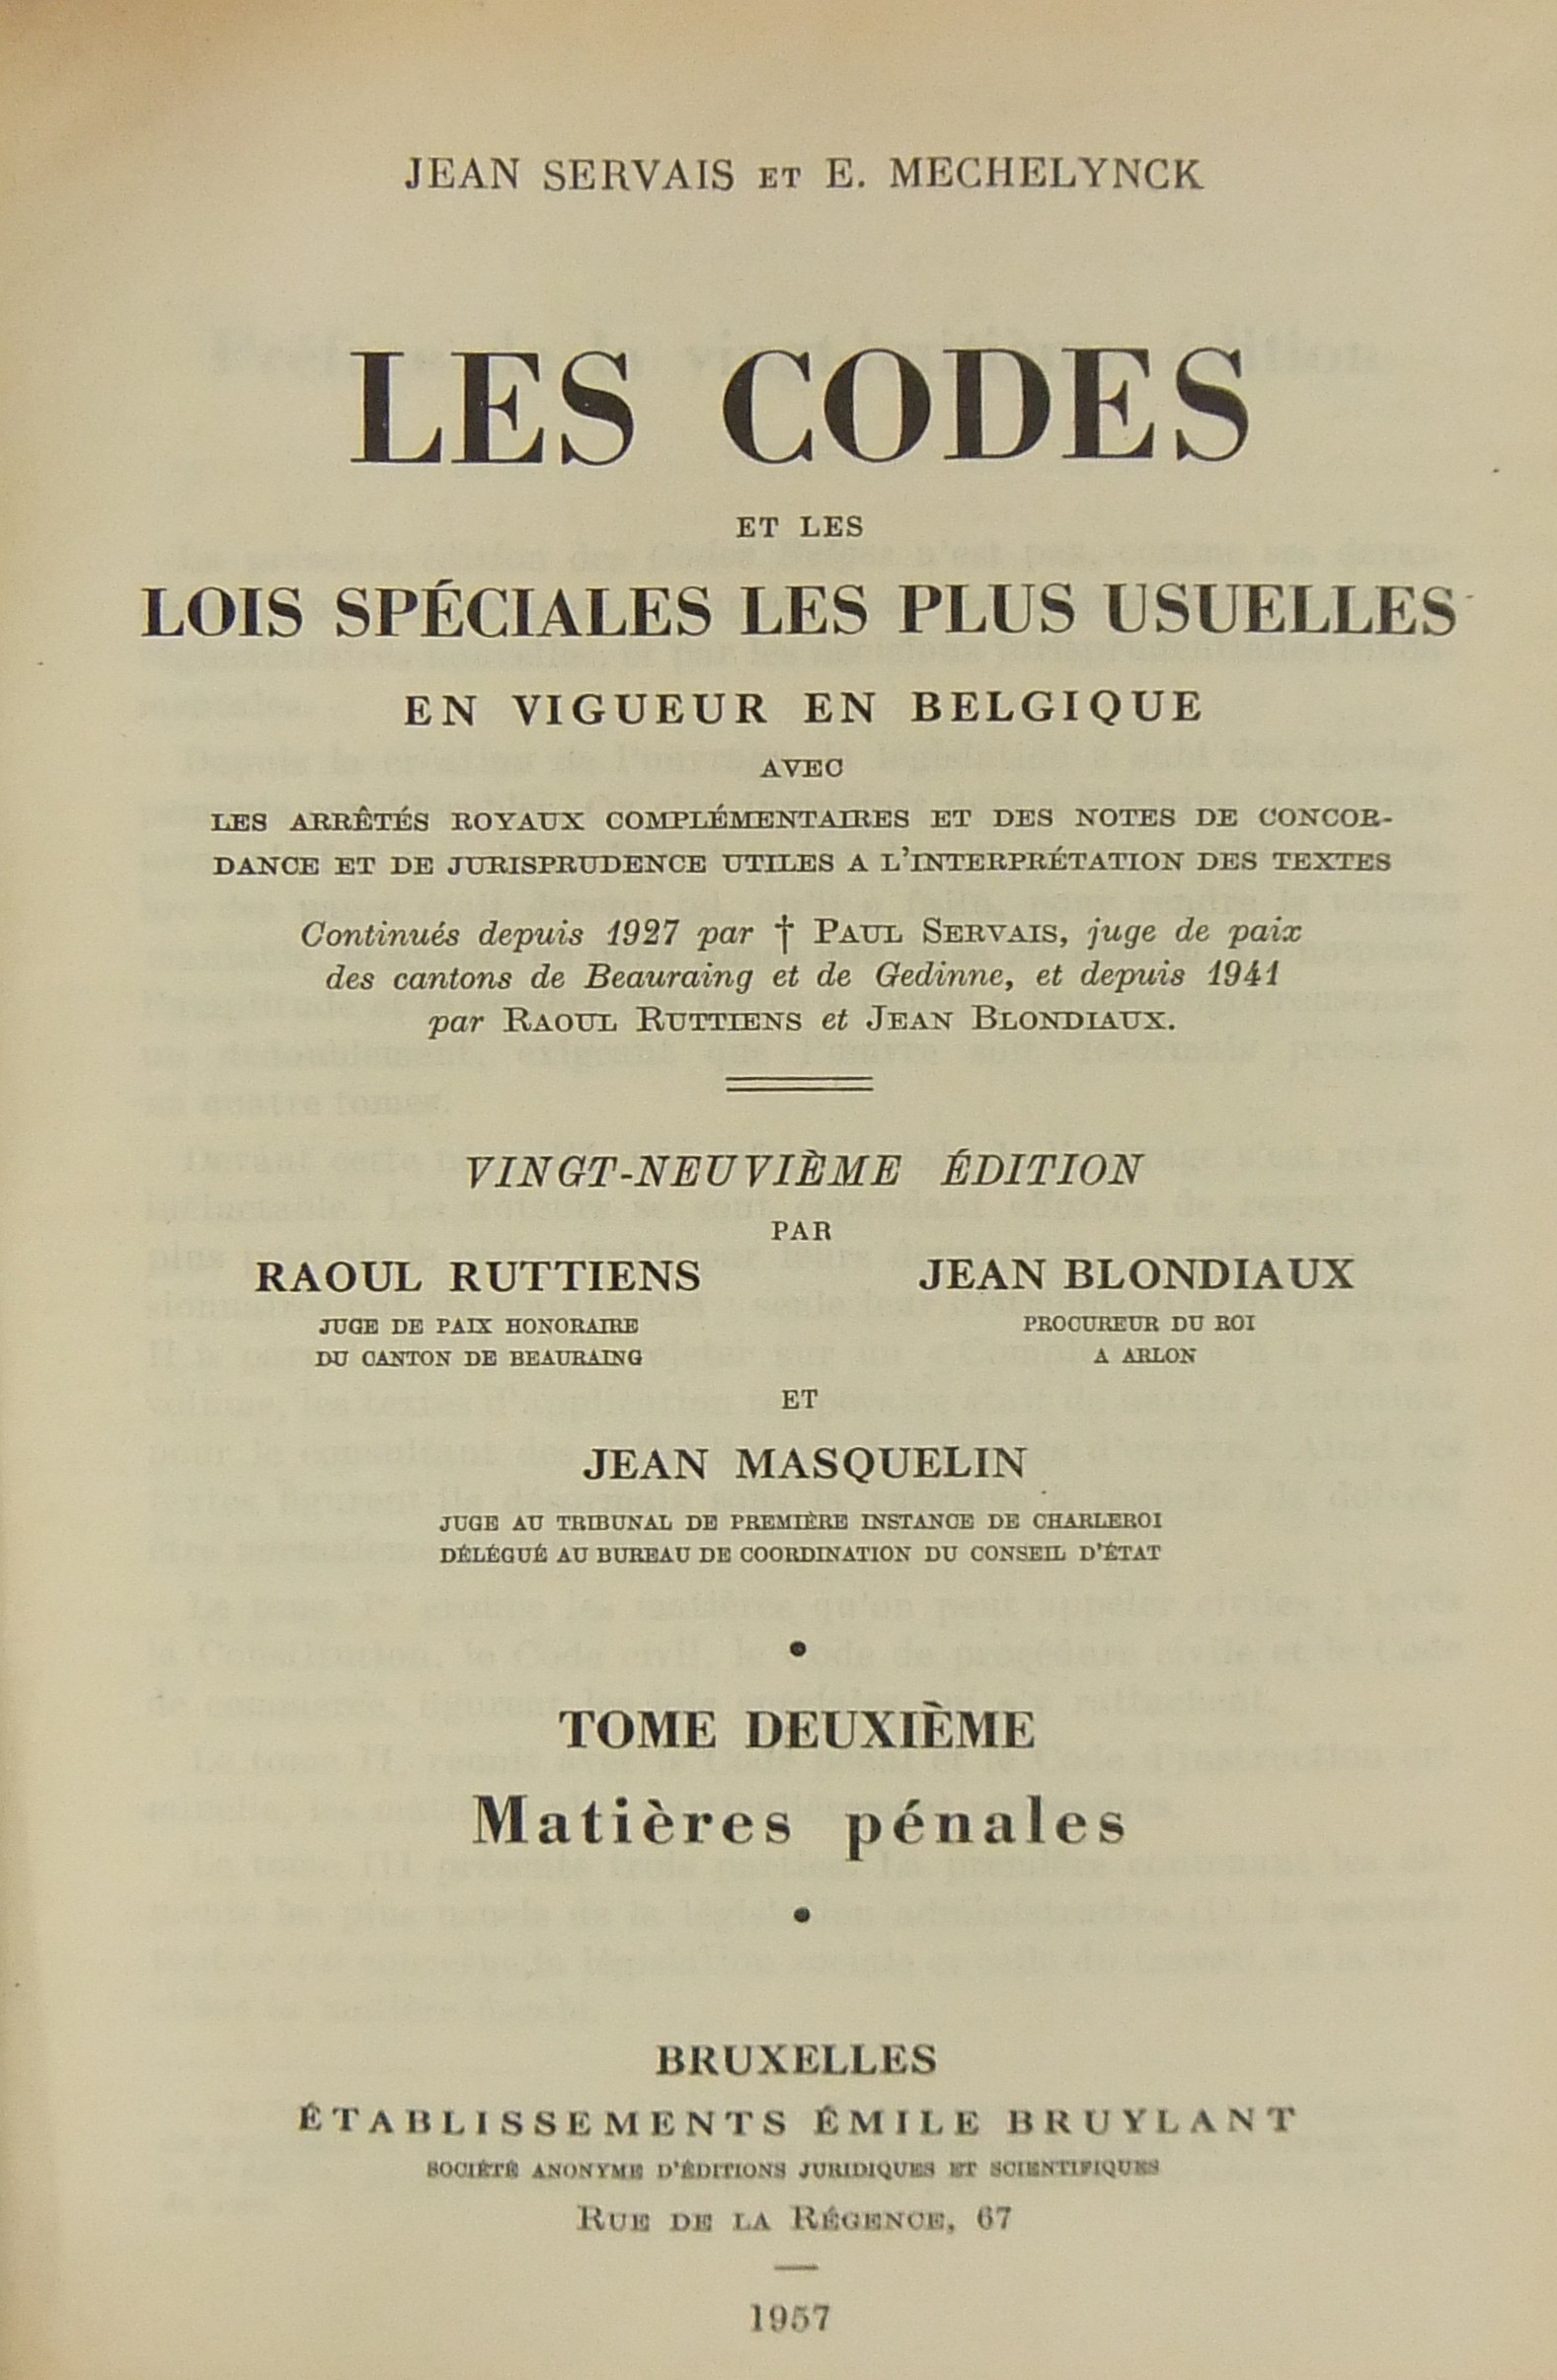 JEAN SERVAIS ET E. MECHELYNCK
LES CODES
ET LES
LOIS SPÉCIALES LES PLUS USUELLES
EN VIGUEUR EN BELGIQUE
AVEC
LES ARRÊTÉS ROYAUX COMPLÉMENTAIRES ET DES NOTES DE CONCOR-
DANCE ET DE JURISPRUDENCE UTILES A L'INTERPRÉTATION DES TEXTES
Continués depuis 1927 par † PAUL SERVAIS, juge de paix
des cantons de Beauraing et de Gedinne, et depuis 1941
par RAOUL RUTTIENS et JEAN BLONDIAUX.
VINGT-NEUVIÈME ÉDITION
PAR
RAOUL RUTTIENS
JUGE DE PAIX HONORAIRE
DU CANTON DE BEAURAING
JEAN BLONDIAUX
PROCUREUR DU ROI
A ARLON
ET
JEAN MASQUELIN
JUGE AU TRIBUNAL DE PREMIÈRE INSTANCE DE CHARLEROI
DÉLÉGUÉ AU BUREAU DE COORDINATION DU CONSEIL D'ÉTAT
•
TOME DEUXIÈME
Matières pénales
•
BRUXELLES
ÉTABLISSEMENTS ÉMILE BRUYLANT
SOCIÉTÉ ANONYME D'ÉDITIONS JURIDIQUES ET SCIENTIFIQUES
RUE DE LA RÉGENCE, 67
1957